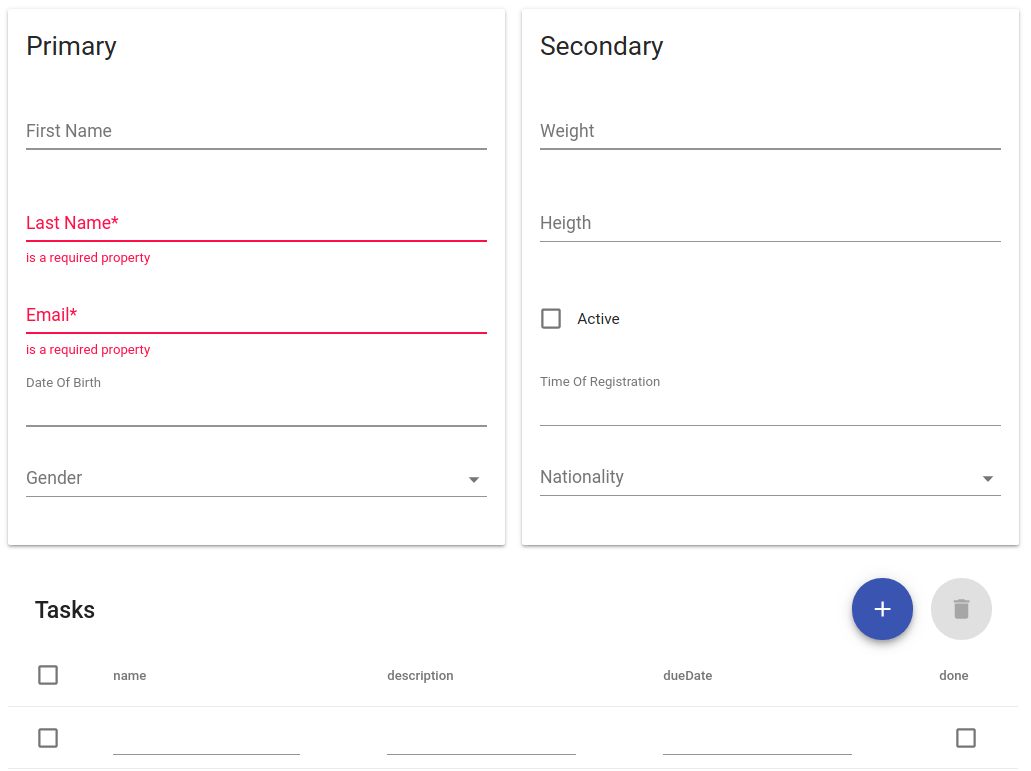 Primary
First Name
Last Name*
is a required property
Email*
is a required property
Date Of Birth
Gender
Secondary
Weight
Heigth
Active
Time Of Registration
Nationality
Tasks
name description dueDate done